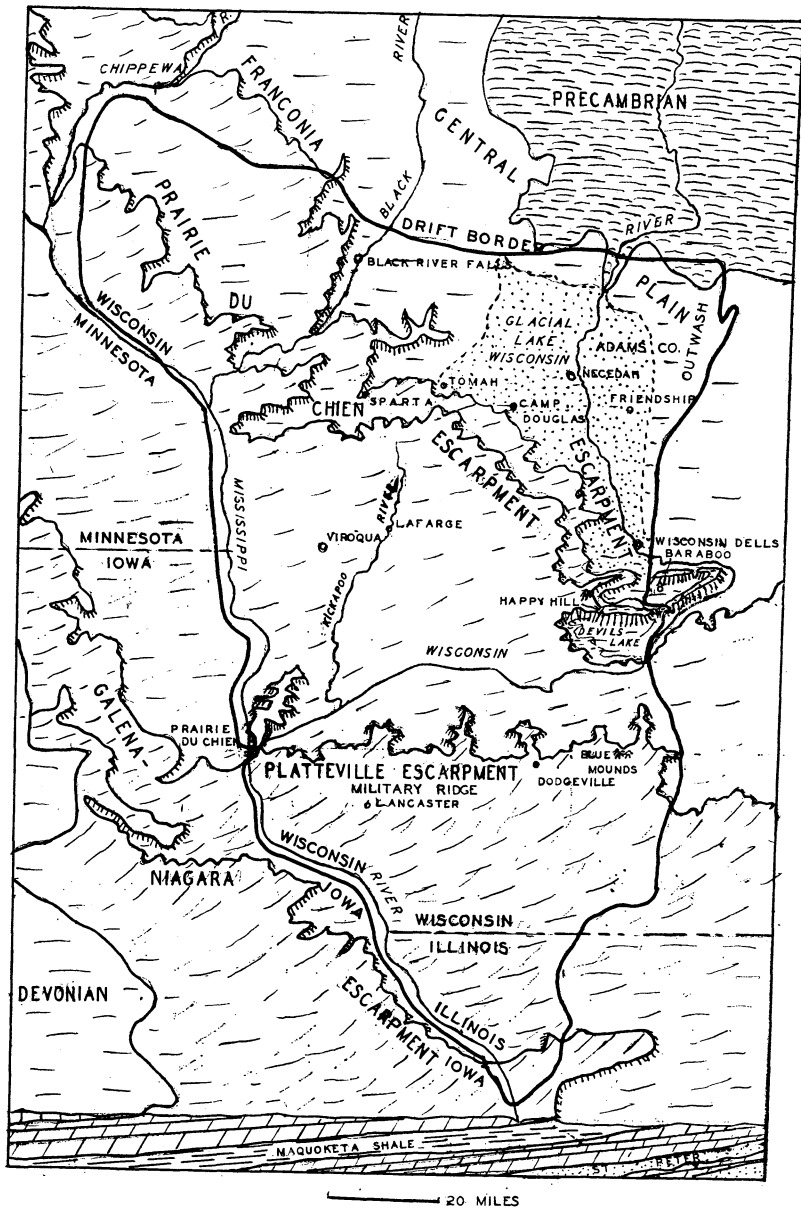 CHIPPEWA
R.
FRANCONIA
RIVER
PRECAMBRIAN
CENTRAL
PRAIRIE
BLACK
RIVER
DRIFT BORDER
BLACK RIVER FALLS
PLAIN
DU
WISCONSIN
MINNESOTA
GLACIAL
LAKE
WISCONSIN
ADAMS CO.
OUTWASH
NECEDAH
TOMAH
SPARTA
CHIEN
CAMP
DOUGLAS
FRIENDSHIP
ESCARPMENT
ESCARPMENT
MISSISSIPPI
RIVER
LAFARGE
VIROQUA
MINNESOTA
IOWA
WISCONSIN DELLS
BARABOO
KICKAPOO
HAPPY HILL
DEVILS
LAKE
WISCONSIN
GALENA-
PRAIRIE
DU CHIEN
PLATTEVILLE ESCARPMENT
MILITARY RIDGE
LANCASTER
BLUE
MOUNDS
DODGEVILLE
WISCONSIN
RIVER
NIAGARA
IOWA
WISCONSIN
ILLINOIS
DEVONIAN
ESCARPMENT
IOWA
ILLINOIS
MAQUOKETA SHALE
ST. PETER
20 MILES